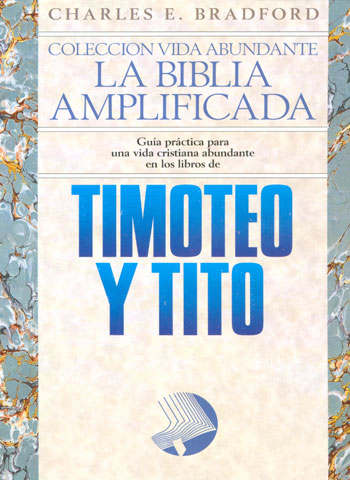 CHARLES E. BRADFORD
COLECCION VIDA ABUNDANTE
LA BIBLIA
AMPLIFICADA
Guía práctica para
una vida cristiana abundante
en los libros de
TIMOTEO
Y TITO